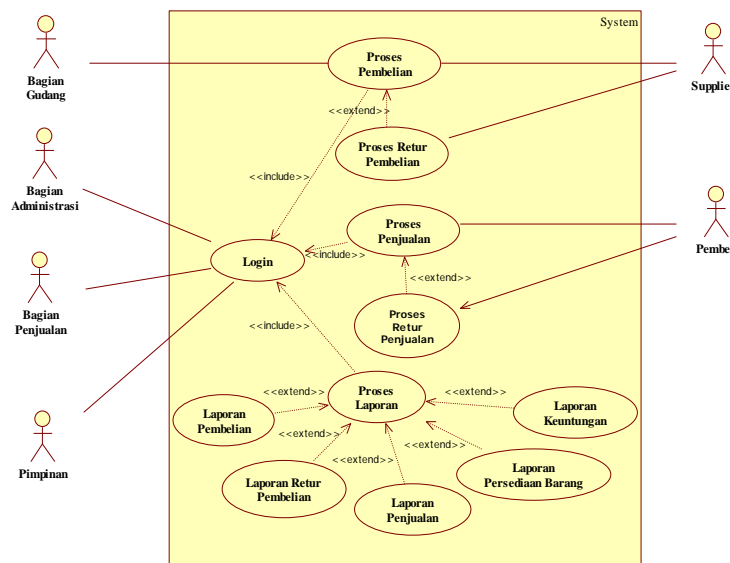 System
Bagian
Gudang
Proses
Pembelian
Supplie
<<extend>>
Proses Retur
Pembelian
<<include>>
Bagian
Administrasi
Proses
Penjualan
Pembe
<<include>>
Login
<<extend>>
Bagian
Penjualan
Proses
Retur
Penjualan
<<include>>
Proses
Laporan
<<extend>>
Laporan
Pembelian
<<extend>>
Laporan
Keuntungan
<<extend>>
<<extend>>
<<extend>>
Pimpinan
Laporan Retur
Pembelian
Laporan
Penjualan
Laporan
Persediaan Barang